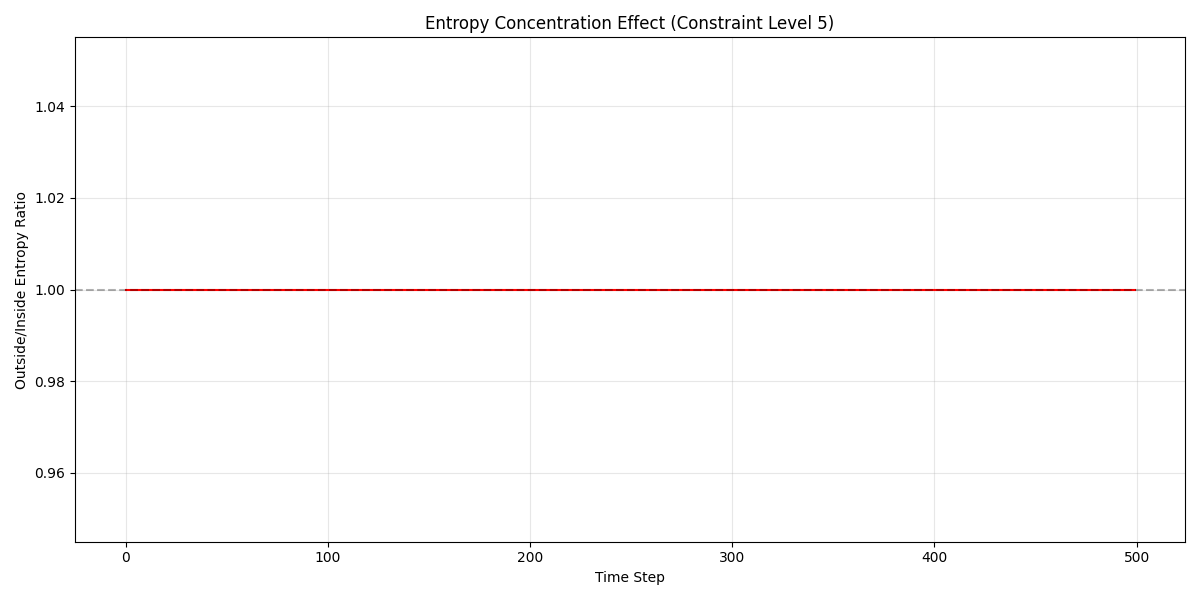 Entropy Concentration Effect (Constraint Level 5)
Outside/Inside Entropy Ratio
1.04
1.02
1.00
0.98
0.96
0 100 200 300 400 500
Time Step